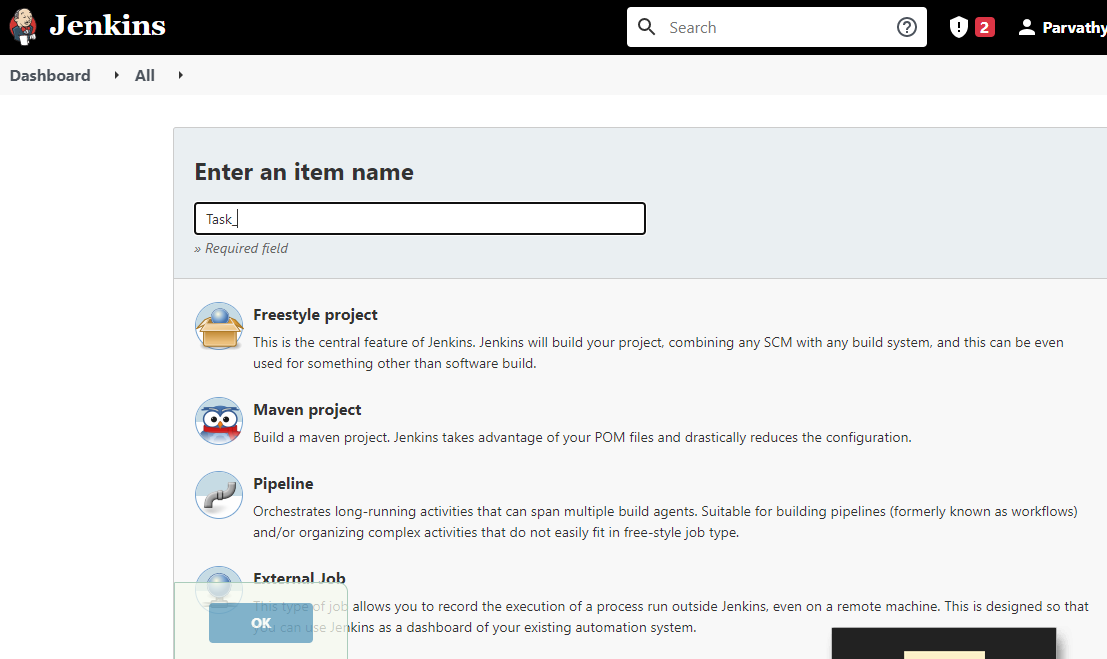 Jenkins
Search
2
Parvathy
Dashboard
All
Enter an item name
Task_
» Required field
Freestyle project
This is the central feature of Jenkins. Jenkins will build your project, combining any SCM with any build system, and this can be even
used for something other than software build.
Maven project
Build a maven project. Jenkins takes advantage of your POM files and drastically reduces the configuration.
Pipeline
Orchestrates long-running activities that can span multiple build agents. Suitable for building pipelines (formerly known as workflows)
and/or organizing complex activities that do not easily fit in free-style job type.
External Job
This type of job allows you to record the execution of a process run outside Jenkins, even on a remote machine. This is designed so that
you can use Jenkins as a dashboard of your existing automation system.
OK